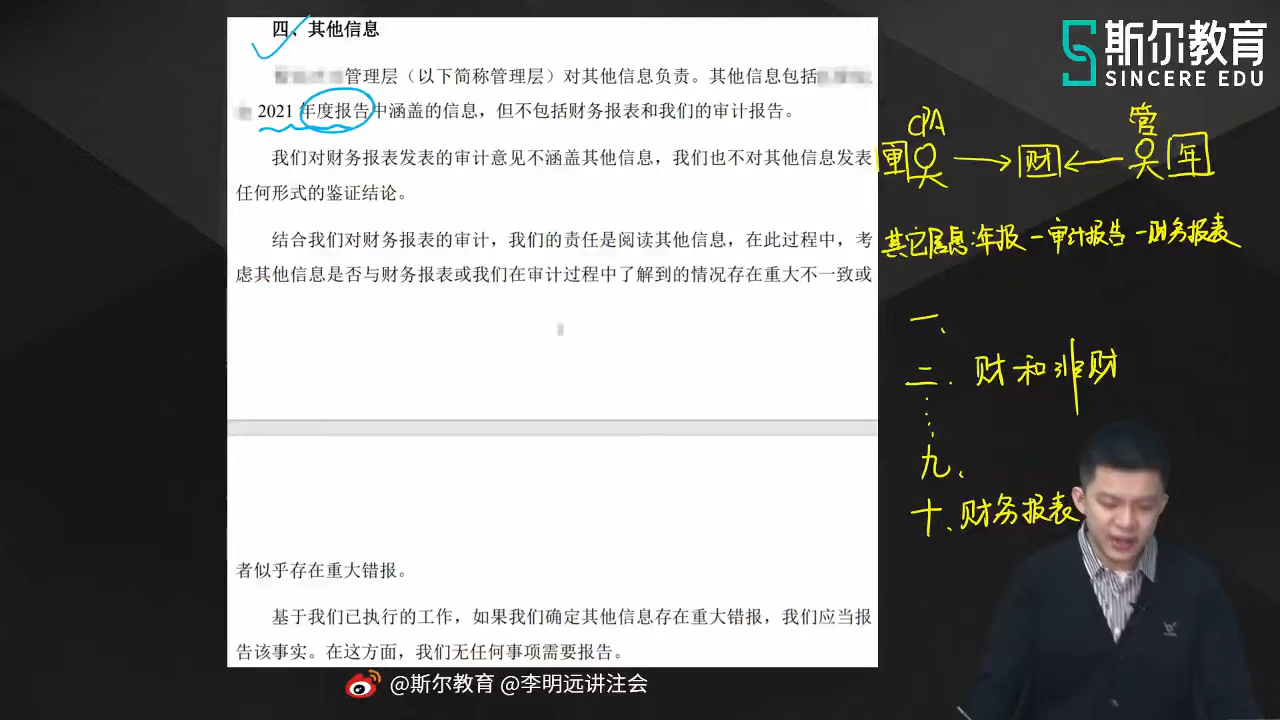 四、其他信息
管理层（以下简称管理层）对其他信息负责。其他信息包括
2021 年度报告中涵盖的信息，但不包括财务报表和我们的审计报告。
我们对财务报表发表的审计意见不涵盖其他信息，我们也不对其他信息发表
任何形式的鉴证结论。
结合我们对财务报表的审计，我们的责任是阅读其他信息，在此过程中，考
虑其他信息是否与财务报表或我们在审计过程中了解到的情况存在重大不一致或
者似乎存在重大错报。
基于我们已执行的工作，如果我们确定其他信息存在重大错报，我们应当报
告该事实。在这方面，我们无任何事项需要报告。
@斯尔教育 @李明远讲注会
斯尔教育
SINCERE EDU
CPA
管
审
财
年
其它信息:年报-审计报告-财务报表
一、
二. 财和非财
九、
十、财务报表